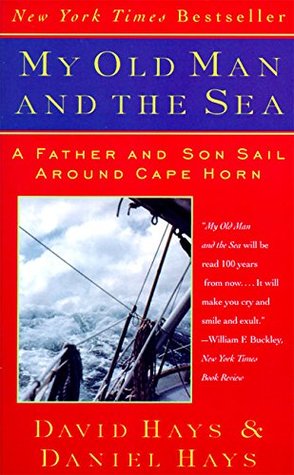 New York Times Bestseller
My Old Man
and the Sea
A Father and Son Sail
Around Cape Horn
"My Old Man
and the Sea will be
read 100 years
from now. . . . It will
make you cry and
smile and exult."
—William F. Buckley,
New York Times
Book Review
David Hays &
Daniel Hays